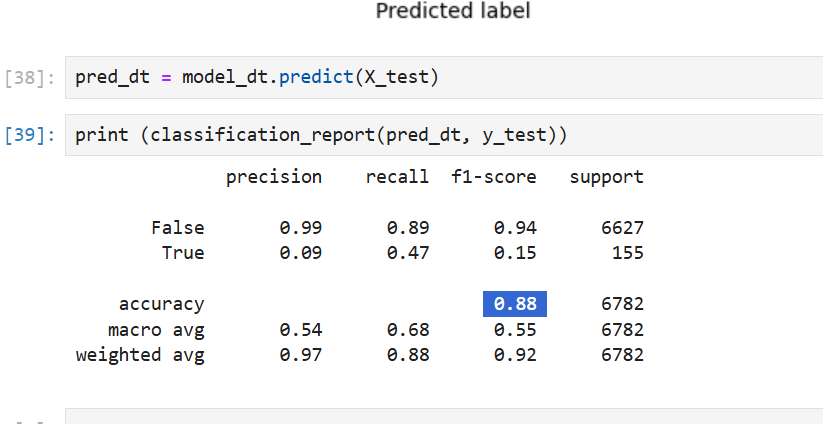 Predicted label
[38]: pred_dt = model_dt.predict(X_test)
[39]: print (classification_report(pred_dt, y_test))
precision recall f1-score support
False 0.99 0.89 0.94 6627
True 0.09 0.47 0.15 155
accuracy 0.88 6782
macro avg 0.54 0.68 0.55 6782
weighted avg 0.97 0.88 0.92 6782